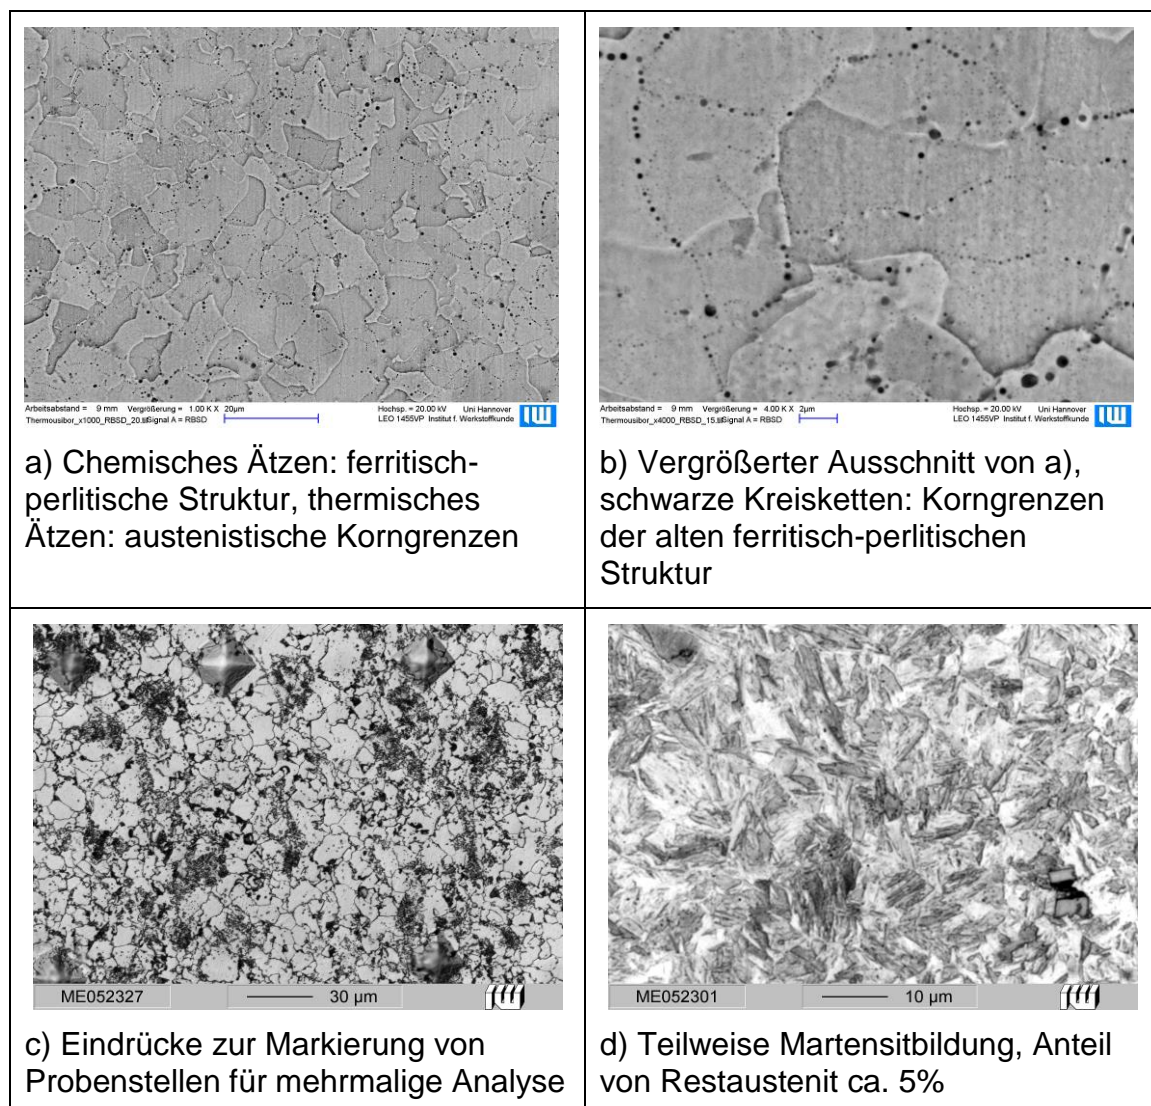 Arbeitsabstand = 9 mm Vergrößerung = 1.00 K X 20µm Hochsp. = 20.00 kV Uni Hannover
Thermousibor_x1000_RBSD_20.tif Signal A = RBSD LEO 1455VP Institut f. Werkstoffkunde
a) Chemisches Ätzen: ferritisch-
perlitische Struktur, thermisches
Ätzen: austenistische Korngrenzen
Arbeitsabstand = 9 mm Vergrößerung = 4.00 K X 2µm Hochsp. = 20.00 kV Uni Hannover
Thermousibor_x4000_RBSD_15.tif Signal A = RBSD LEO 1455VP Institut f. Werkstoffkunde
b) Vergrößerter Ausschnitt von a),
schwarze Kreisketten: Korngrenzen
der alten ferritisch-perlitischen
Struktur
ME052327 30 µm
c) Eindrücke zur Markierung von
Probenstellen für mehrmalige Analyse
ME052301 10 µm
d) Teilweise Martensitbildung, Anteil
von Restaustenit ca. 5%